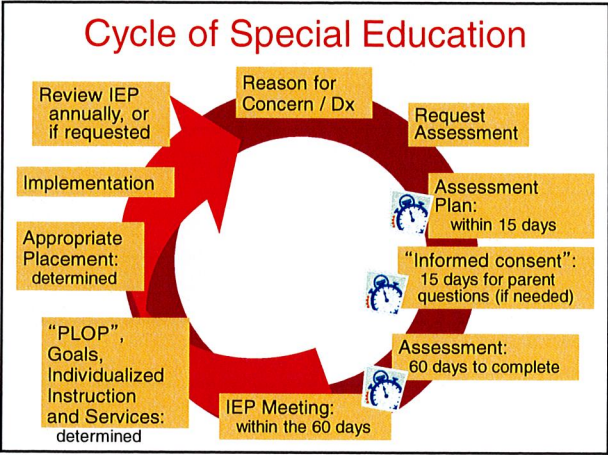 Cycle of Special Education
Reason for
Concern / Dx
Request
Assessment
Assessment
Plan:
within 15 days
“Informed consent”:
15 days for parent
questions (if needed)
Assessment:
60 days to complete
IEP Meeting:
within the 60 days
“PLOP”,
Goals,
Individualized
Instruction
and Services:
determined
Appropriate
Placement:
determined
Implementation
Review IEP
annually, or
if requested